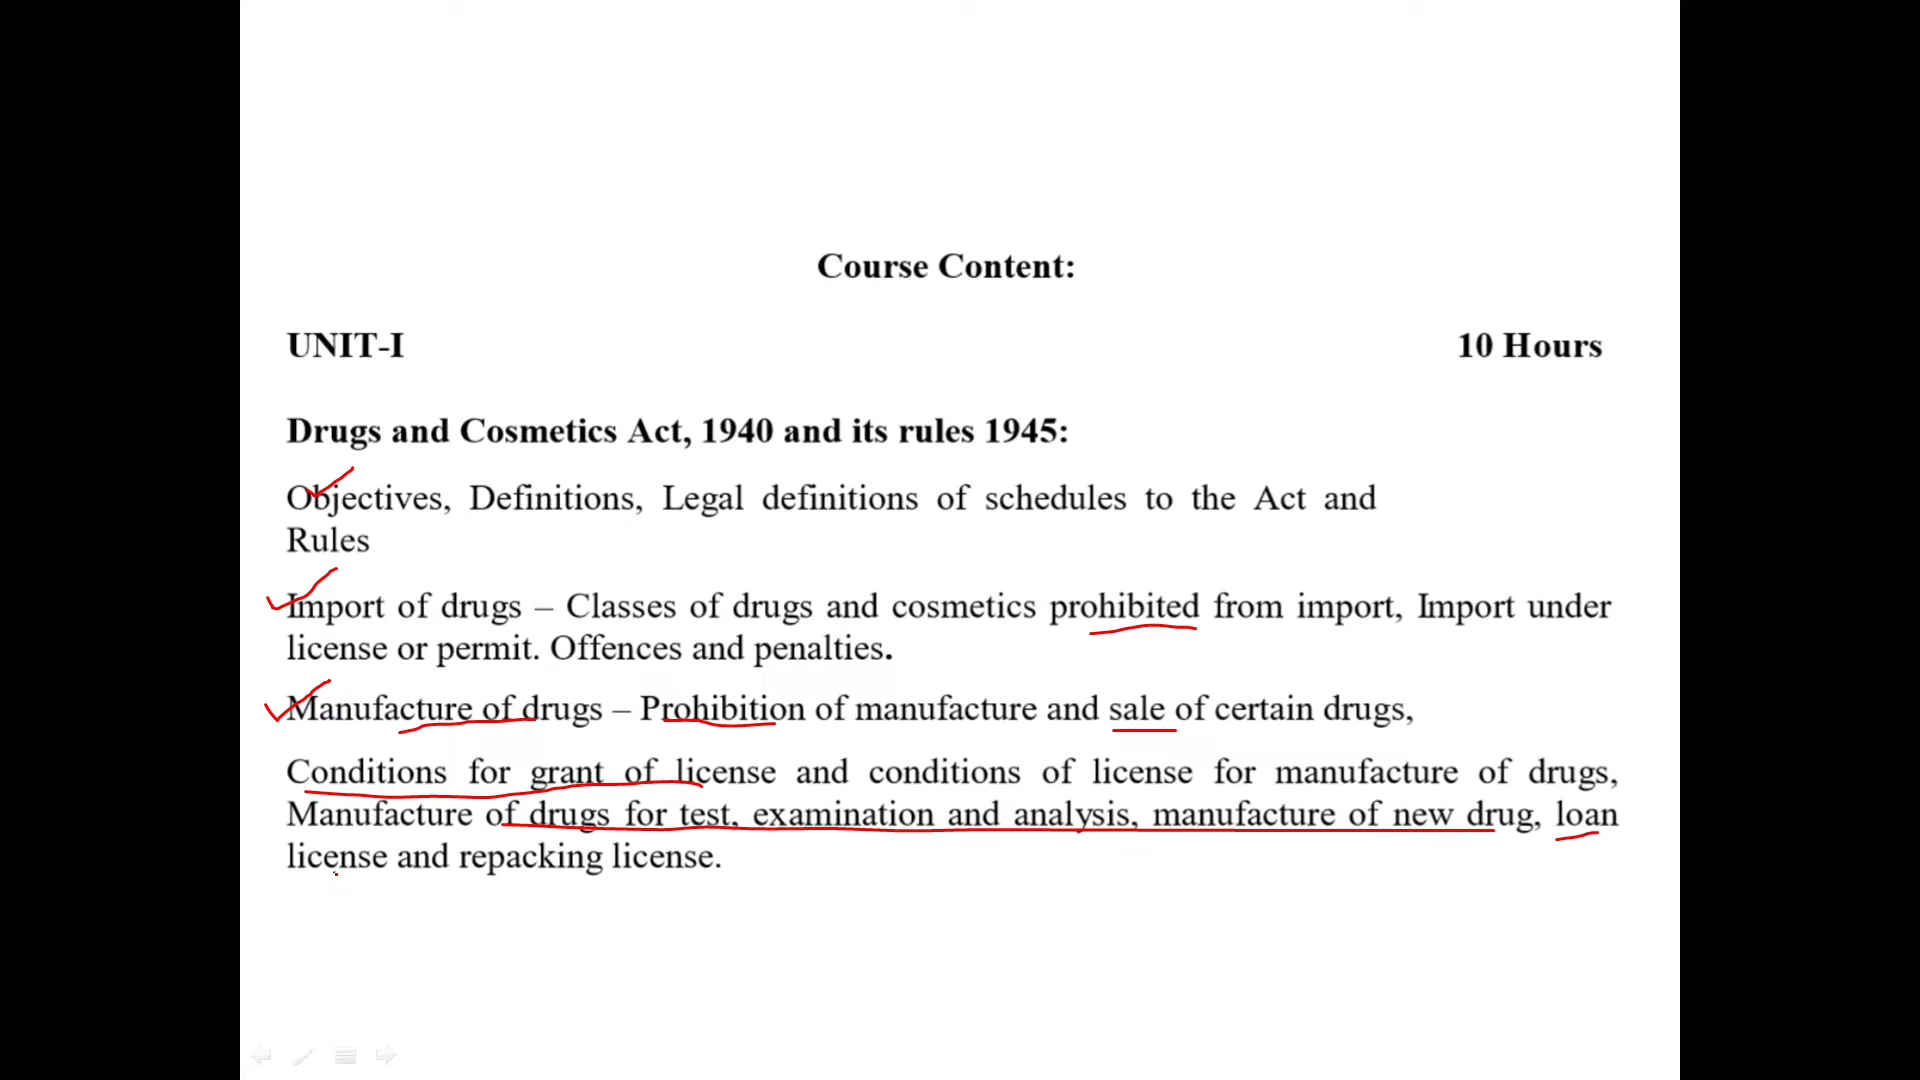 Course Content:
UNIT-I 10 Hours
Drugs and Cosmetics Act, 1940 and its rules 1945:
Objectives, Definitions, Legal definitions of schedules to the Act and
Rules
Import of drugs – Classes of drugs and cosmetics prohibited from import, Import under
license or permit. Offences and penalties.
Manufacture of drugs – Prohibition of manufacture and sale of certain drugs,
Conditions for grant of license and conditions of license for manufacture of drugs,
Manufacture of drugs for test, examination and analysis, manufacture of new drug, loan
license and repacking license.